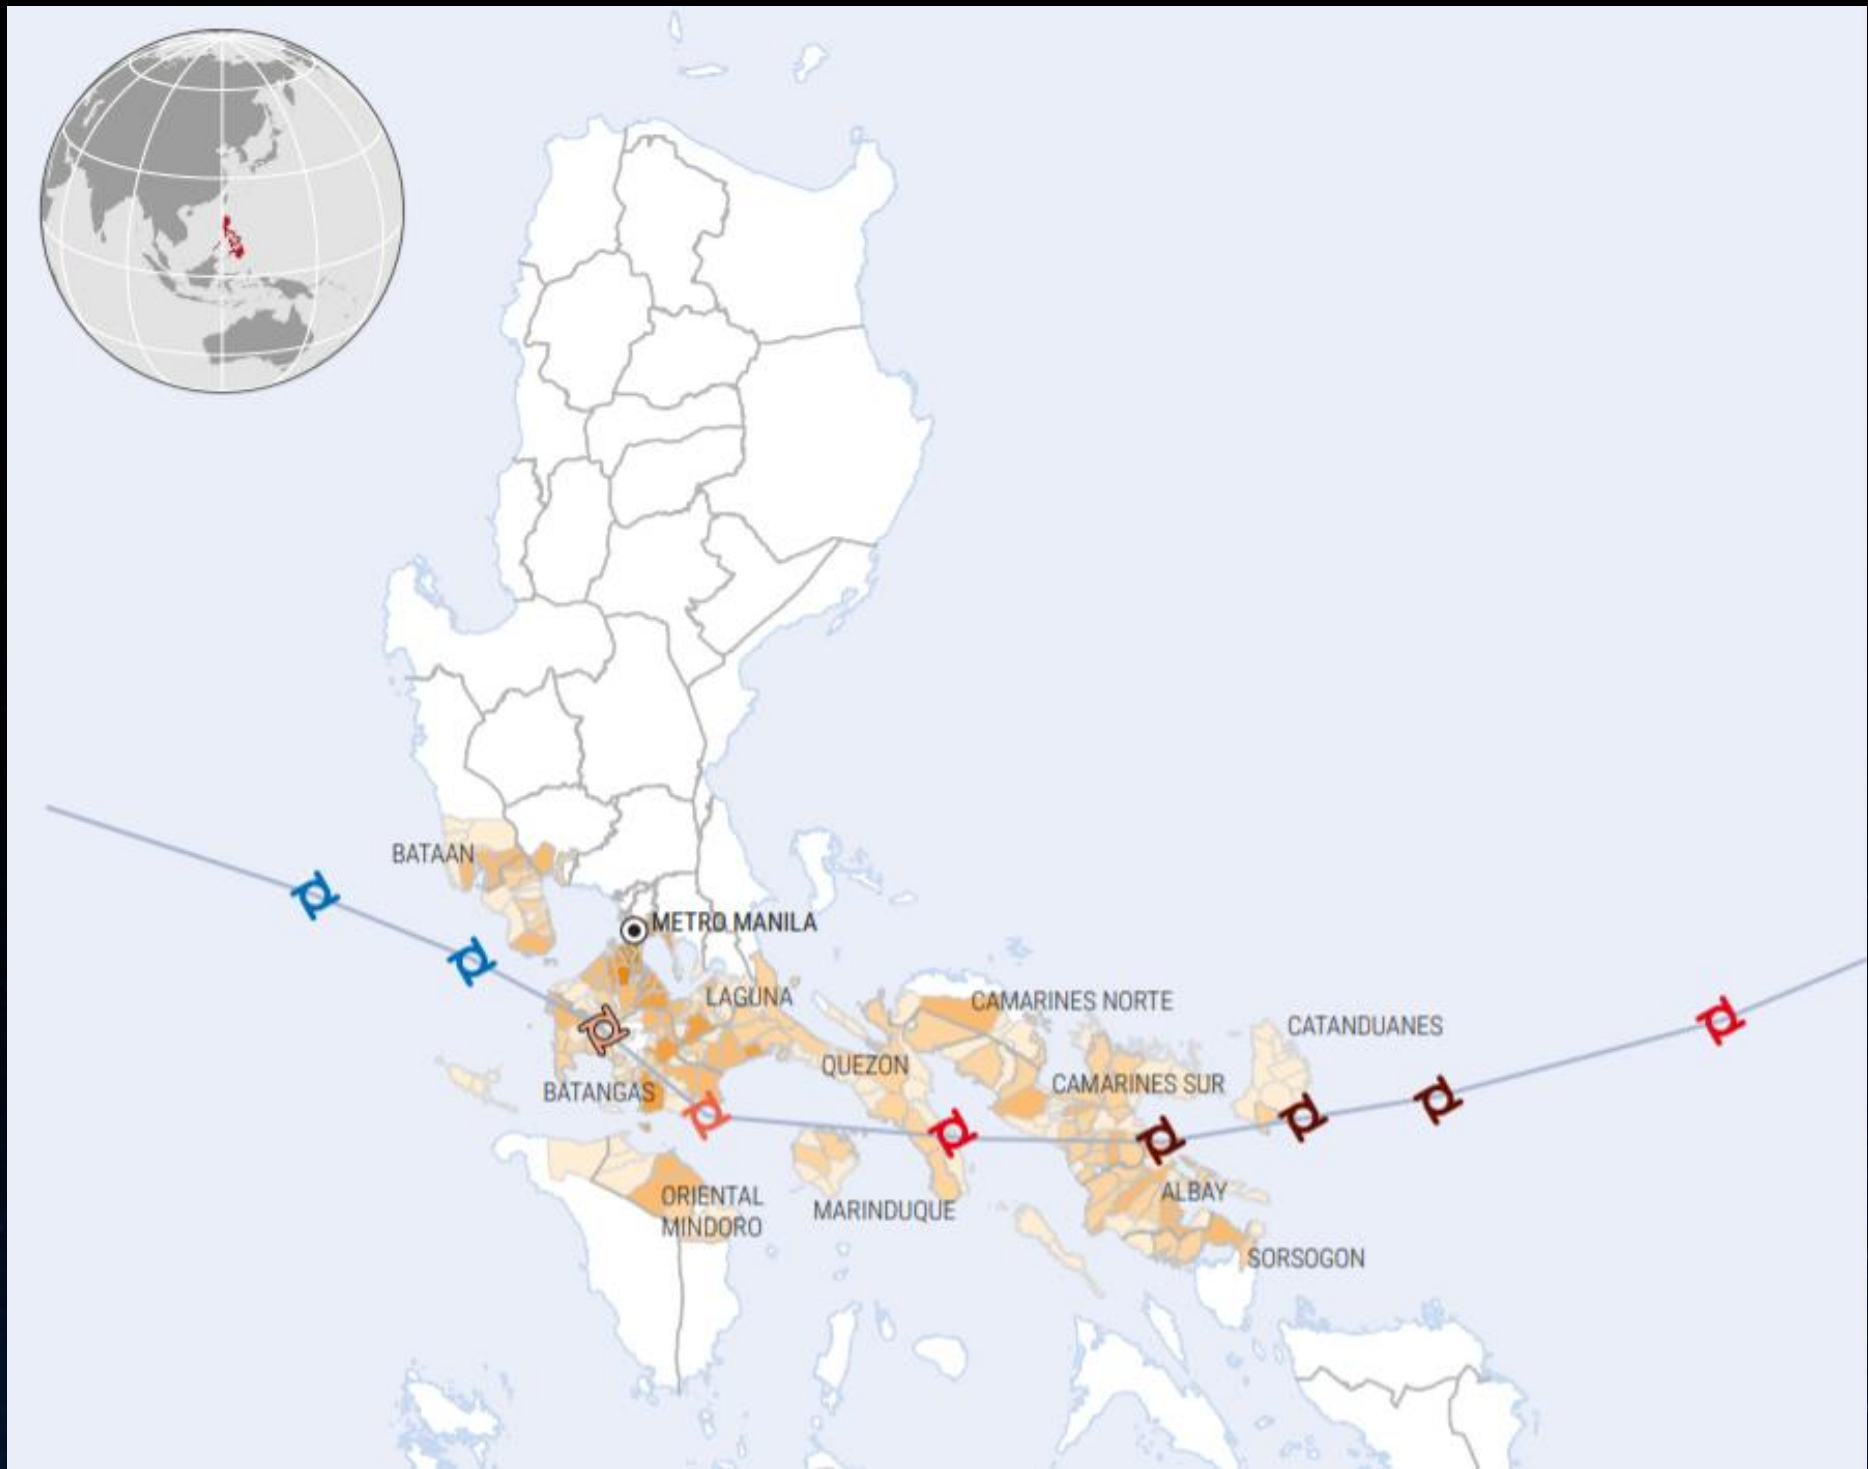 BATAAN
METRO MANILA
LAGUNA
CAMARINES NORTE
CATANDUANES
QUEZON
CAMARINES SUR
BATANGAS
ALBAY
ORIENTAL
MINDORO
MARINDUQUE
SORSOGON